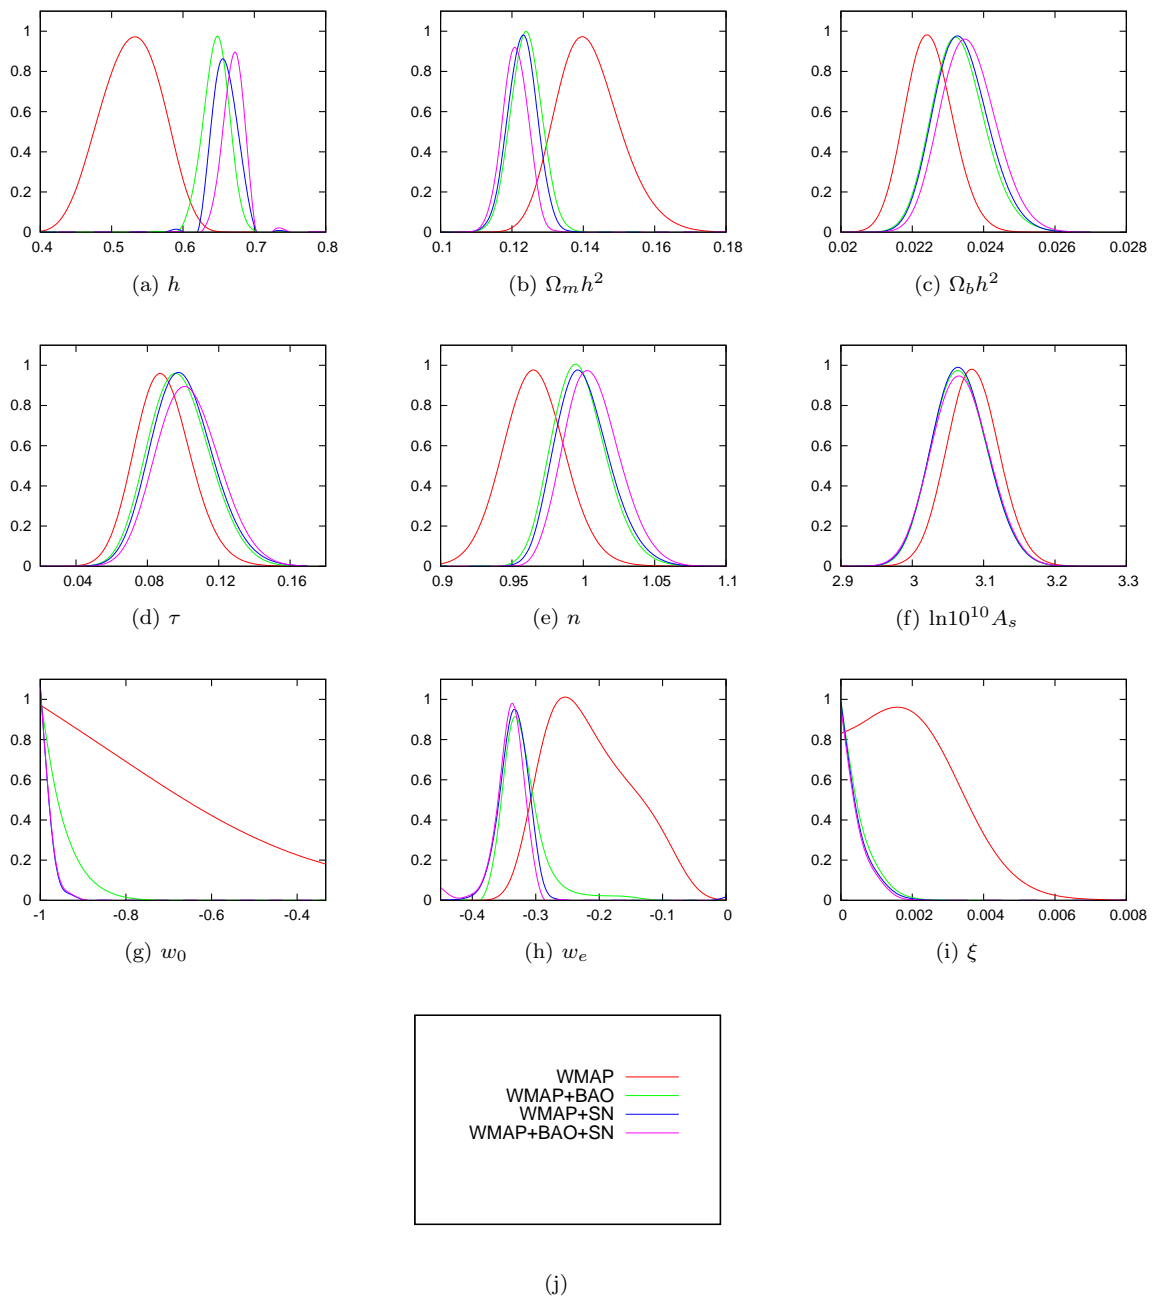 1
0.8
0.6
0.4
0.2
0
0.4 0.5 0.6 0.7 0.8
(a) h
1
0.8
0.6
0.4
0.2
0
0.1 0.12 0.14 0.16 0.18
(b) Ωₘh²
1
0.8
0.6
0.4
0.2
0
0.02 0.022 0.024 0.026 0.028
(c) Ω_bh²
1
0.8
0.6
0.4
0.2
0
0.04 0.08 0.12 0.16
(d) τ
1
0.8
0.6
0.4
0.2
0
0.9 0.95 1 1.05 1.1
(e) n
1
0.8
0.6
0.4
0.2
0
2.9 3 3.1 3.2 3.3
(f) ln10¹⁰Aₛ
1
0.8
0.6
0.4
0.2
0
-1 -0.8 -0.6 -0.4
(g) w₀
1
0.8
0.6
0.4
0.2
0
-0.4 -0.3 -0.2 -0.1 0
(h) wₑ
1
0.8
0.6
0.4
0.2
0
0 0.002 0.004 0.006 0.008
(i) ξ
WMAP
WMAP+BAO
WMAP+SN
WMAP+BAO+SN
(j)